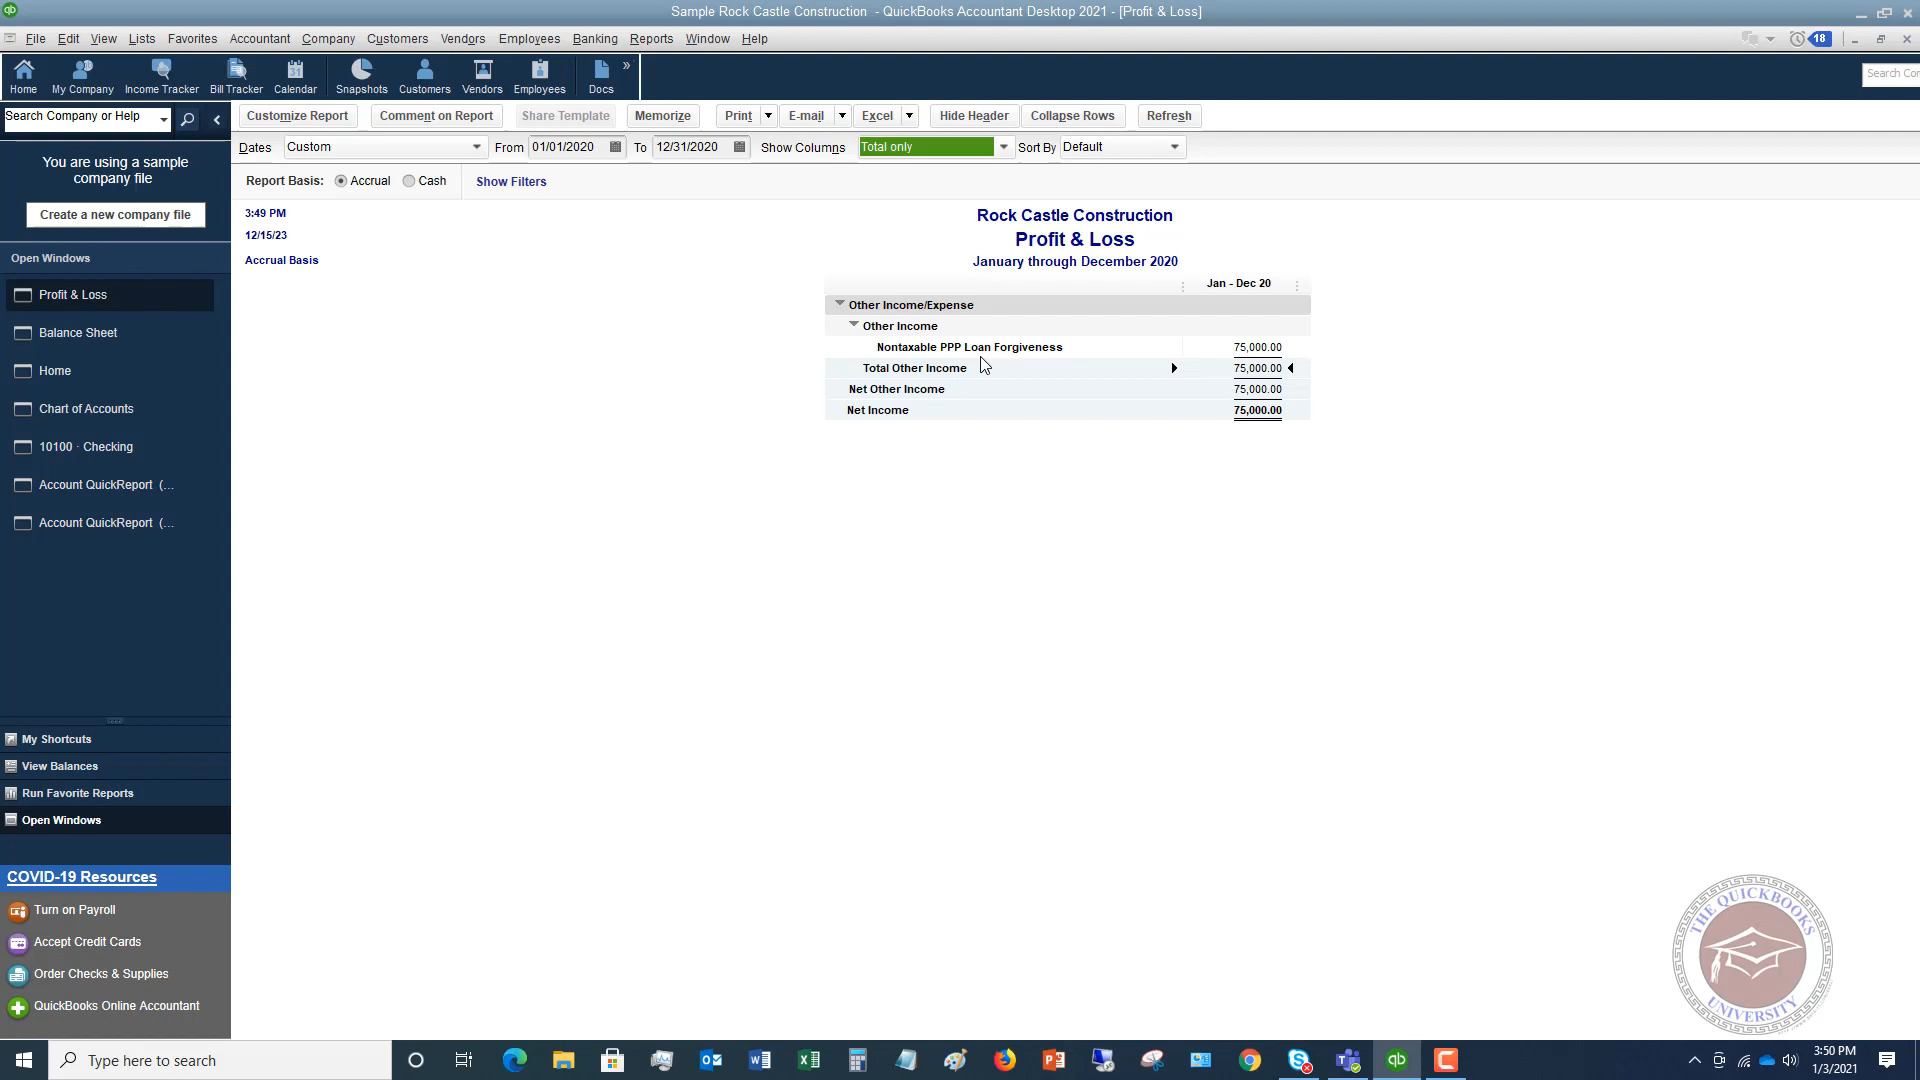 Sample Rock Castle Construction - QuickBooks Accountant Desktop 2021 - [Profit & Loss]
File Edit View Lists Favorites Accountant Company Customers Vendors Employees Banking Reports Window Help
18
Home My Company Income Tracker Bill Tracker Calendar Snapshots Customers Vendors Employees Docs »
Search Con
Search Company or Help
Customize Report Comment on Report Share Template Memorize Print E-mail Excel Hide Header Collapse Rows Refresh
Dates Custom From 01/01/2020 To 12/31/2020 Show Columns Total only Sort By Default
Report Basis: Accrual Cash Show Filters
You are using a sample
company file
Create a new company file
Open Windows
Profit & Loss
Balance Sheet
Home
Chart of Accounts
10100 · Checking
Account QuickReport (...
Account QuickReport (...
My Shortcuts
View Balances
Run Favorite Reports
Open Windows
COVID-19 Resources
Turn on Payroll
Accept Credit Cards
Order Checks & Supplies
QuickBooks Online Accountant
3:49 PM
12/15/23
Accrual Basis
Rock Castle Construction
Profit & Loss
January through December 2020
Jan - Dec 20
Other Income/Expense
Other Income
Nontaxable PPP Loan Forgiveness 75,000.00
Total Other Income 75,000.00
Net Other Income 75,000.00
Net Income 75,000.00
THE QUICKBOOKS
UNIVERSITY
Type here to search
3:50 PM
1/3/2021